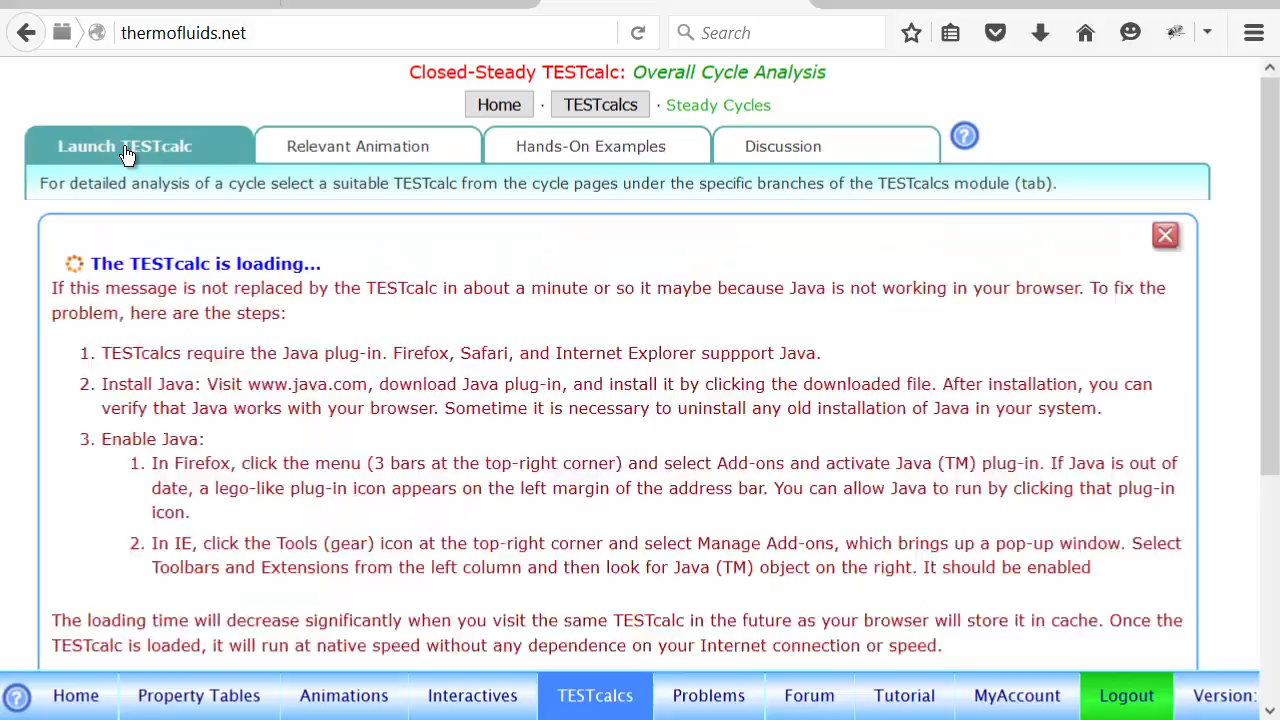 thermofluids.net
Search
Closed-Steady TESTcalc: Overall Cycle Analysis
Home · TESTcalcs · Steady Cycles
Launch TESTcalc
Relevant Animation
Hands-On Examples
Discussion
?
For detailed analysis of a cycle select a suitable TESTcalc from the cycle pages under the specific branches of the TESTcalcs module (tab).
The TESTcalc is loading...
If this message is not replaced by the TESTcalc in about a minute or so it maybe because Java is not working in your browser. To fix the
problem, here are the steps:
1. TESTcalcs require the Java plug-in. Firefox, Safari, and Internet Explorer suppport Java.
2. Install Java: Visit www.java.com, download Java plug-in, and install it by clicking the downloaded file. After installation, you can
verify that Java works with your browser. Sometime it is necessary to uninstall any old installation of Java in your system.
3. Enable Java:
1. In Firefox, click the menu (3 bars at the top-right corner) and select Add-ons and activate Java (TM) plug-in. If Java is out of
date, a lego-like plug-in icon appears on the left margin of the address bar. You can allow Java to run by clicking that plug-in
icon.
2. In IE, click the Tools (gear) icon at the top-right corner and select Manage Add-ons, which brings up a pop-up window. Select
Toolbars and Extensions from the left column and then look for Java (TM) object on the right. It should be enabled
The loading time will decrease significantly when you visit the same TESTcalc in the future as your browser will store it in cache. Once the
TESTcalc is loaded, it will run at native speed without any dependence on your Internet connection or speed.
? Home Property Tables Animations Interactives TESTcalcs Problems Forum Tutorial MyAccount Logout Version: